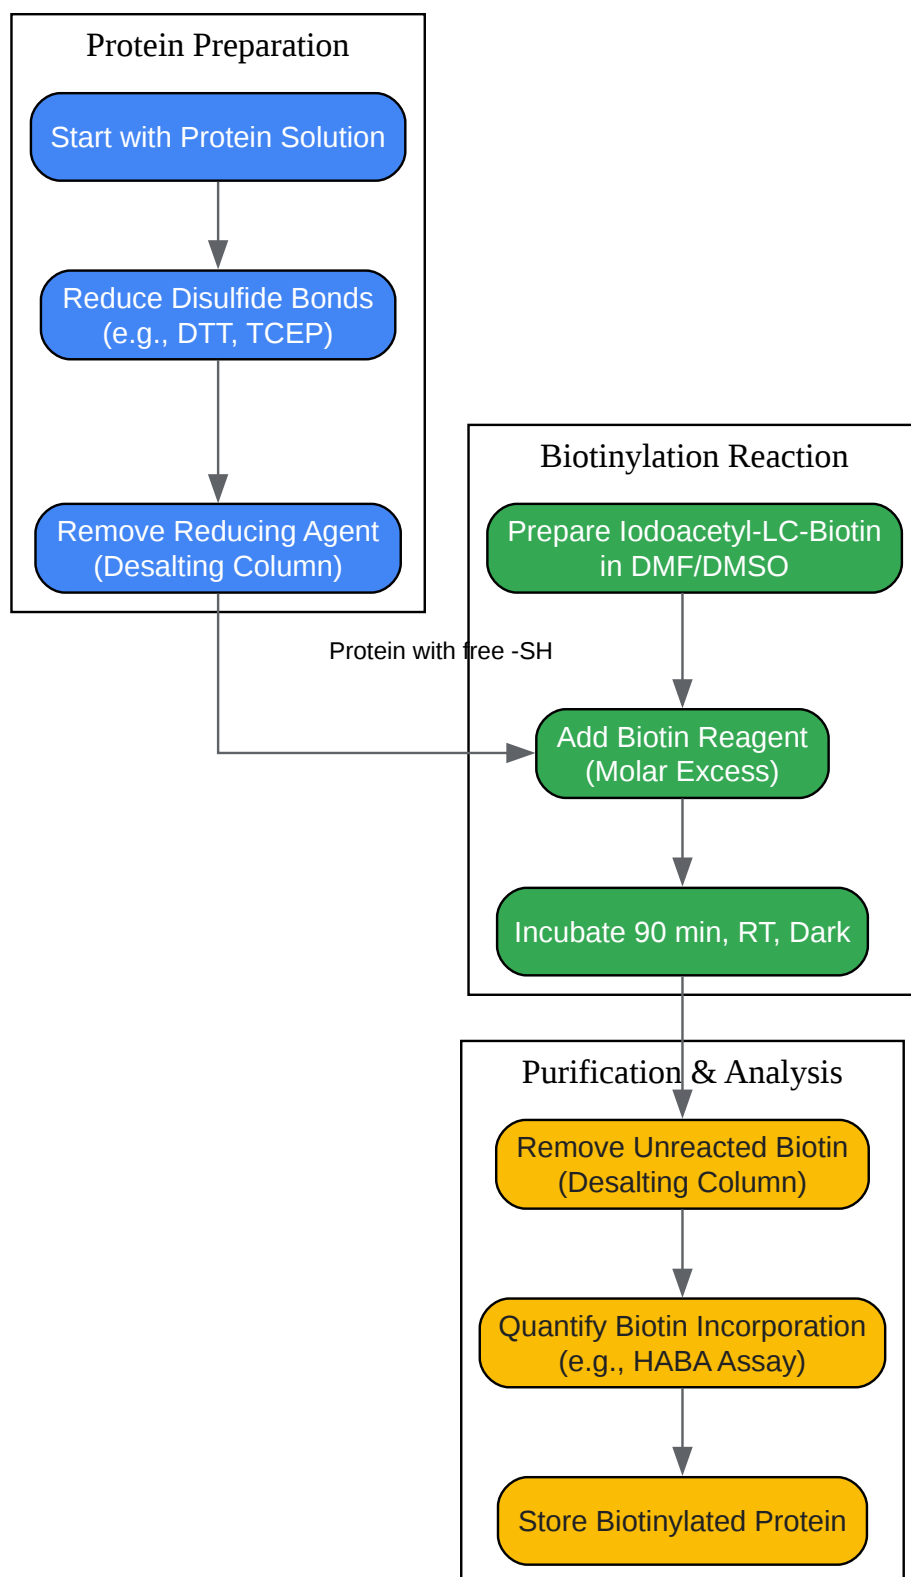 Protein Preparation
Start with Protein Solution
Reduce Disulfide Bonds
(e.g., DTT, TCEP)
Remove Reducing Agent
(Desalting Column)
Protein with free -SH
Biotinylation Reaction
Prepare Iodoacetyl-LC-Biotin
in DMF/DMSO
Add Biotin Reagent
(Molar Excess)
Incubate 90 min, RT, Dark
Purification & Analysis
Remove Unreacted Biotin
(Desalting Column)
Quantify Biotin Incorporation
(e.g., HABA Assay)
Store Biotinylated Protein